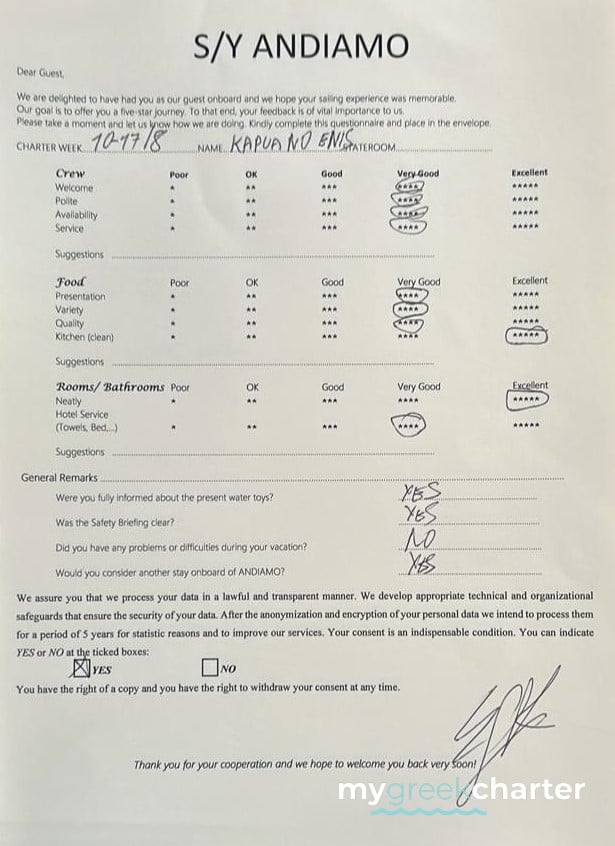 S/Y ANDIAMO
Dear Guest,
We are delighted to have had you as our guest onboard and we hope your sailing experience was memorable.
Our goal is to offer you a five-star journey. To that end, your feedback is of vital importance to us.
Please take a moment and let us know how we are doing. Kindly complete this questionnaire and place in the envelope.
CHARTER WEEK 10-17/8 NAME KAPUANO ENIS STATEROOM
Crew Poor OK Good Very Good Excellent
Welcome * ** *** **** *****
Polite * ** *** **** *****
Availability * ** *** **** *****
Service * ** *** **** *****
Suggestions
Food Poor OK Good Very Good Excellent
Presentation * ** *** **** *****
Variety * ** *** **** *****
Quality * ** *** **** *****
Kitchen (clean) * ** *** **** *****
Suggestions
Rooms/ Bathrooms Poor OK Good Very Good Excellent
Neatly * ** *** **** *****
Hotel Service
(Towels, Bed,...) * ** *** **** *****
Suggestions
General Remarks
Were you fully informed about the present water toys? YES
Was the Safety Briefing clear? YES
Did you have any problems or difficulties during your vacation? NO
Would you consider another stay onboard of ANDIAMO? YES
We assure you that we process your data in a lawful and transparent manner. We develop appropriate technical and organizational
safeguards that ensure the security of your data. After the anonymization and encryption of your personal data we intend to process them
for a period of 5 years for statistic reasons and to improve our services. Your consent is an indispensable condition. You can indicate
YES or NO at the ticked boxes:
YES NO
You have the right of a copy and you have the right to withdraw your consent at any time.
Thank you for your cooperation and we hope to welcome you back very soon!
mygreekcharter